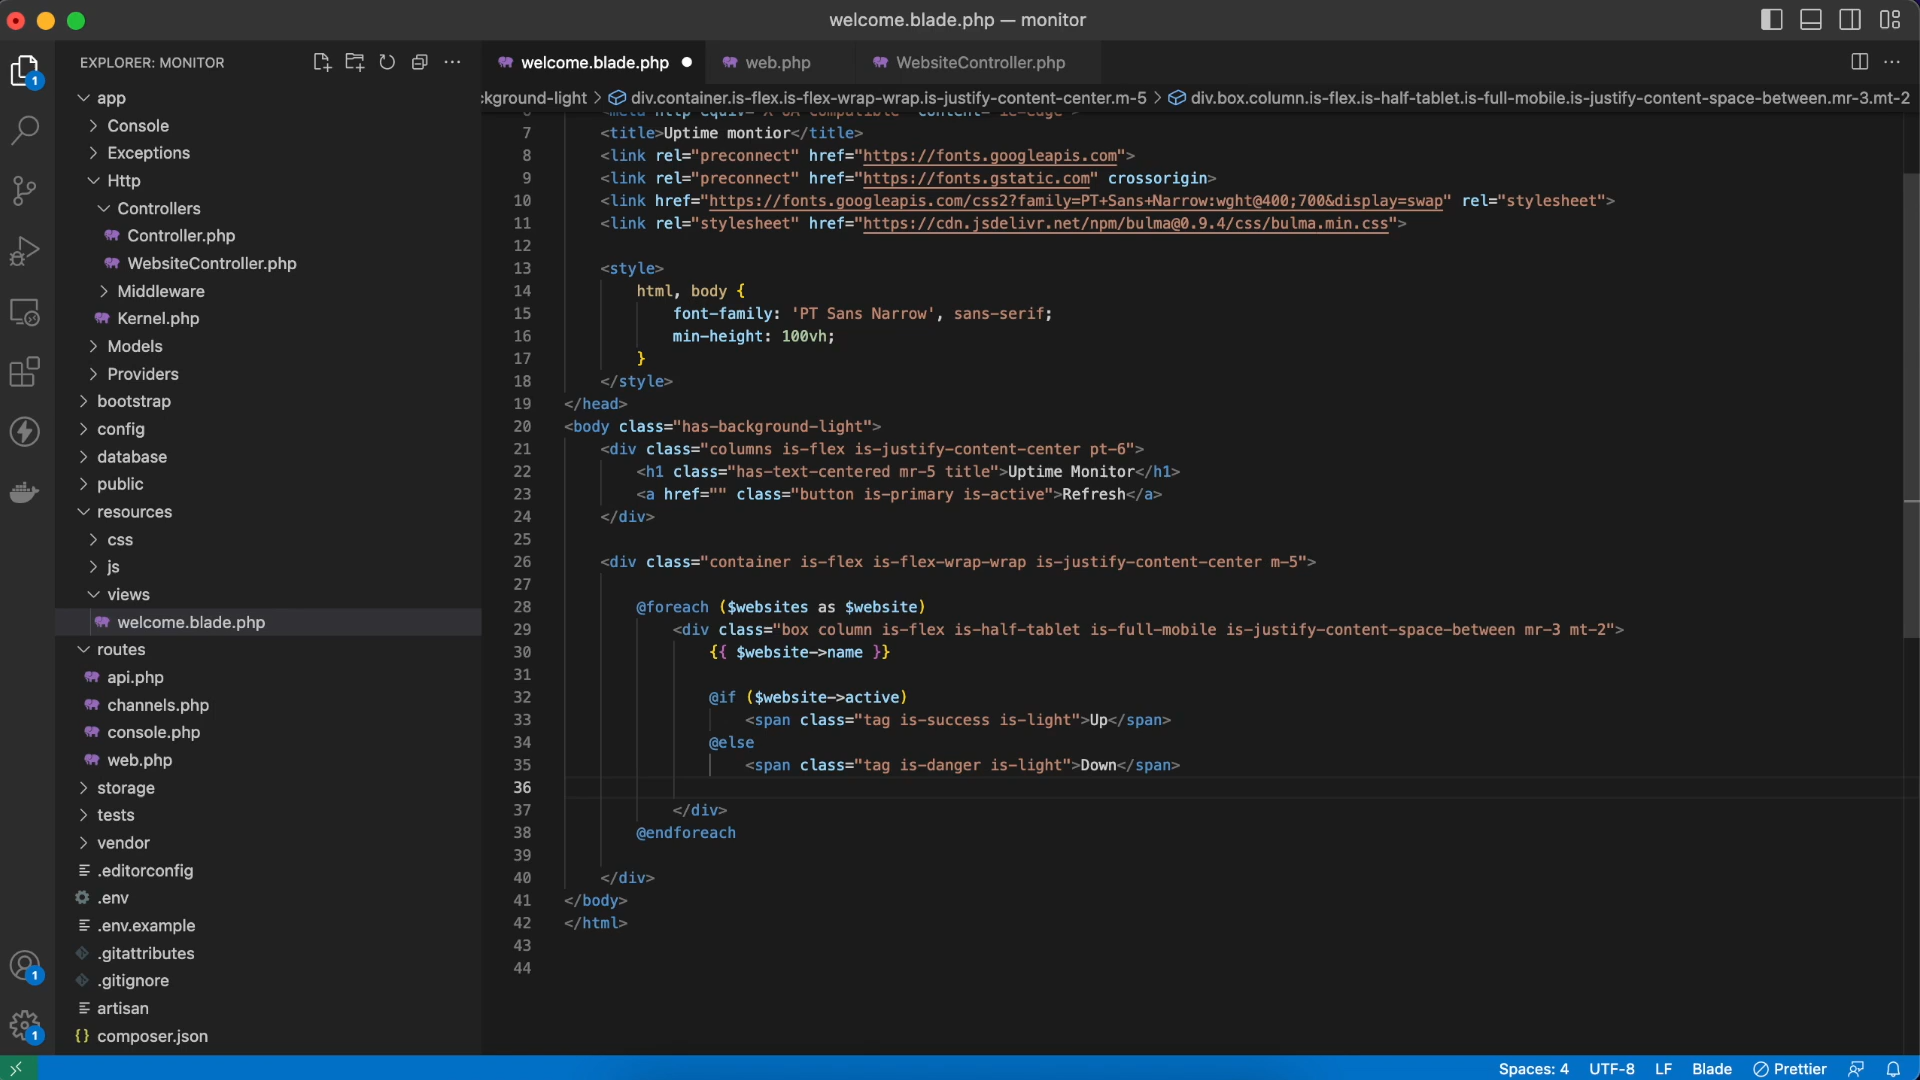 welcome.blade.php — monitor
EXPLORER: MONITOR
welcome.blade.php
web.php
WebsiteController.php
kground-light > div.container.is-flex.is-flex-wrap-wrap.is-justify-content-center.m-5 > div.box.column.is-flex.is-half-tablet.is-full-mobile.is-justify-content-space-between.mr-3.mt-2
1
app
Console
Exceptions
Http
Controllers
Controller.php
WebsiteController.php
Middleware
Kernel.php
Models
Providers
bootstrap
config
database
public
resources
css
js
views
welcome.blade.php
routes
api.php
channels.php
console.php
web.php
storage
tests
vendor
.editorconfig
.env
.env.example
.gitattributes
.gitignore
artisan
{} composer.json
1
1
7 <title>Uptime montior</title>
8 <link rel="preconnect" href="https://fonts.googleapis.com">
9 <link rel="preconnect" href="https://fonts.gstatic.com" crossorigin>
10 <link href="https://fonts.googleapis.com/css2?family=PT+Sans+Narrow:wght@400;700&display=swap" rel="stylesheet">
11 <link rel="stylesheet" href="https://cdn.jsdelivr.net/npm/bulma@0.9.4/css/bulma.min.css">
12
13 <style>
14 html, body {
15 font-family: 'PT Sans Narrow', sans-serif;
16 min-height: 100vh;
17 }
18 </style>
19 </head>
20 <body class="has-background-light">
21 <div class="columns is-flex is-justify-content-center pt-6">
22 <h1 class="has-text-centered mr-5 title">Uptime Monitor</h1>
23 <a href="" class="button is-primary is-active">Refresh</a>
24 </div>
25
26 <div class="container is-flex is-flex-wrap-wrap is-justify-content-center m-5">
27
28 @foreach ($websites as $website)
29 <div class="box column is-flex is-half-tablet is-full-mobile is-justify-content-space-between mr-3 mt-2">
30 {{ $website->name }}
31
32 @if ($website->active)
33 <span class="tag is-success is-light">Up</span>
34 @else
35 <span class="tag is-danger is-light">Down</span>
36
37 </div>
38 @endforeach
39
40 </div>
41 </body>
42 </html>
43
44
Spaces: 4 UTF-8 LF Blade Prettier